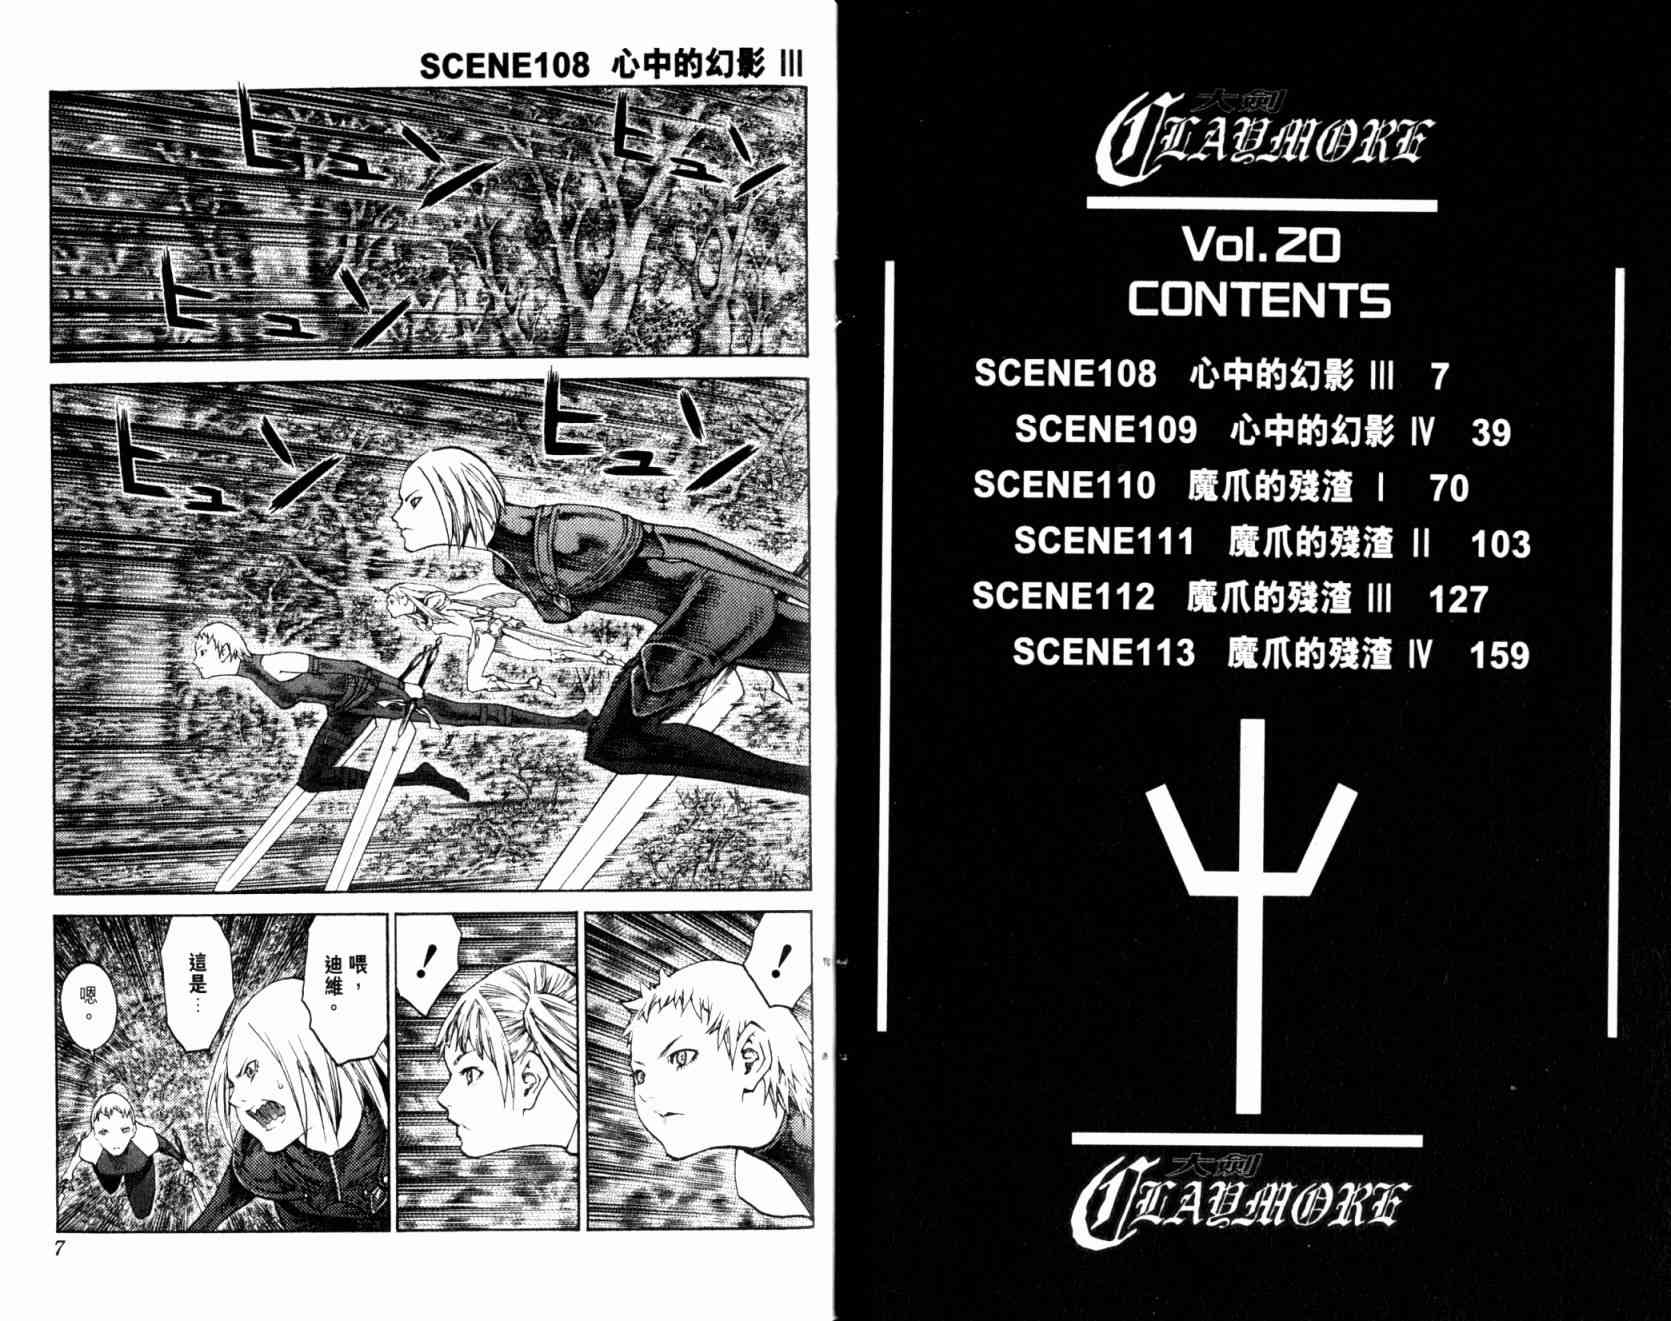 大劍
CLAYMORE
Vol.20
CONTENTS
SCENE108 心中的幻影 III 7
SCENE109 心中的幻影 IV 39
SCENE110 魔爪的殘渣 I 70
SCENE111 魔爪的殘渣 II 103
SCENE112 魔爪的殘渣 III 127
SCENE113 魔爪的殘渣 IV 159
大劍
CLAYMORE
SCENE108 心中的幻影 III
ヒュン
ヒュン
ヒュン
ヒュン
ヒュン
！
！
喂，
迪維。
這是…
嗯。
7